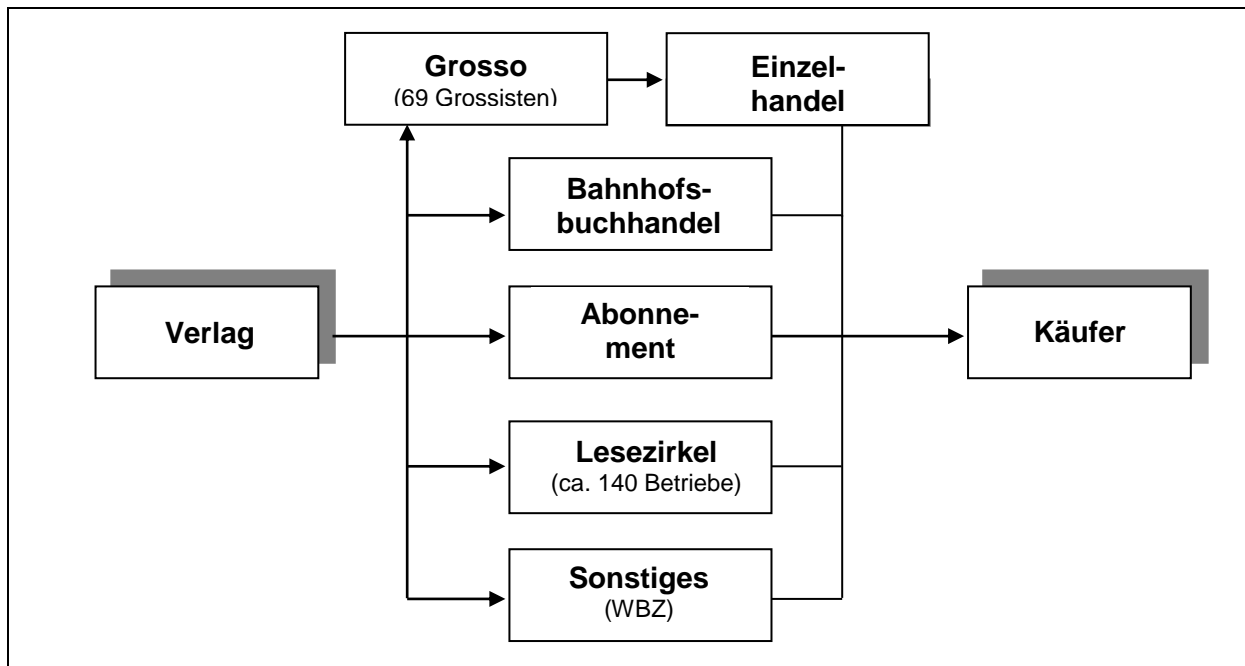 Grosso
(69 Grossisten)
Einzel-
handel
Bahnhofs-
buchhandel
Verlag
Abonne-
ment
Käufer
Lesezirkel
(ca. 140 Betriebe)
Sonstiges
(WBZ)